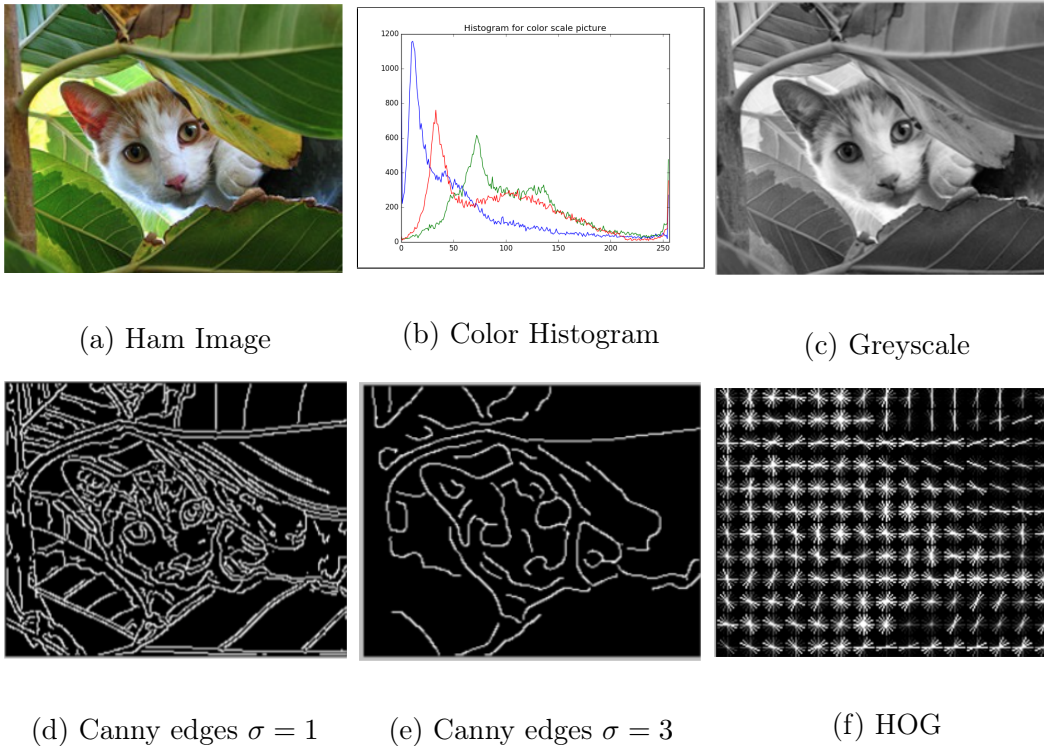 Histogram for color scale picture
1200
1000
800
600
400
200
0
0 50 100 150 200 250
(a) Ham Image
(b) Color Histogram
(c) Greyscale
(d) Canny edges σ = 1
(e) Canny edges σ = 3
(f) HOG